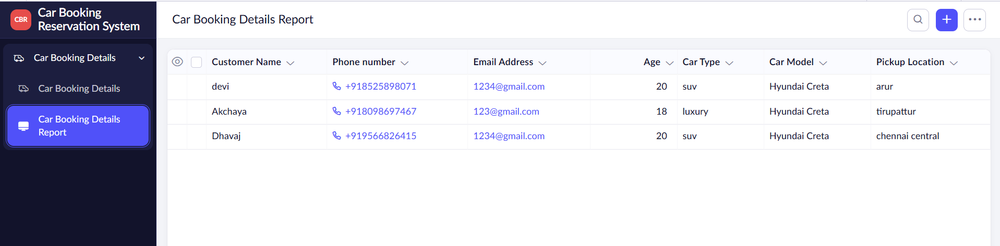 CBR
Car Booking
Reservation System
Car Booking Details
Car Booking Details
Car Booking Details
Report
Car Booking Details Report
Customer Name Phone number Email Address Age Car Type Car Model Pickup Location
devi +918525898071 1234@gmail.com 20 suv Hyundai Creta arur
Akchaya +918098697467 123@gmail.com 18 luxury Hyundai Creta tirupattur
Dhavaj +919566826415 1234@gmail.com 20 suv Hyundai Creta chennai central